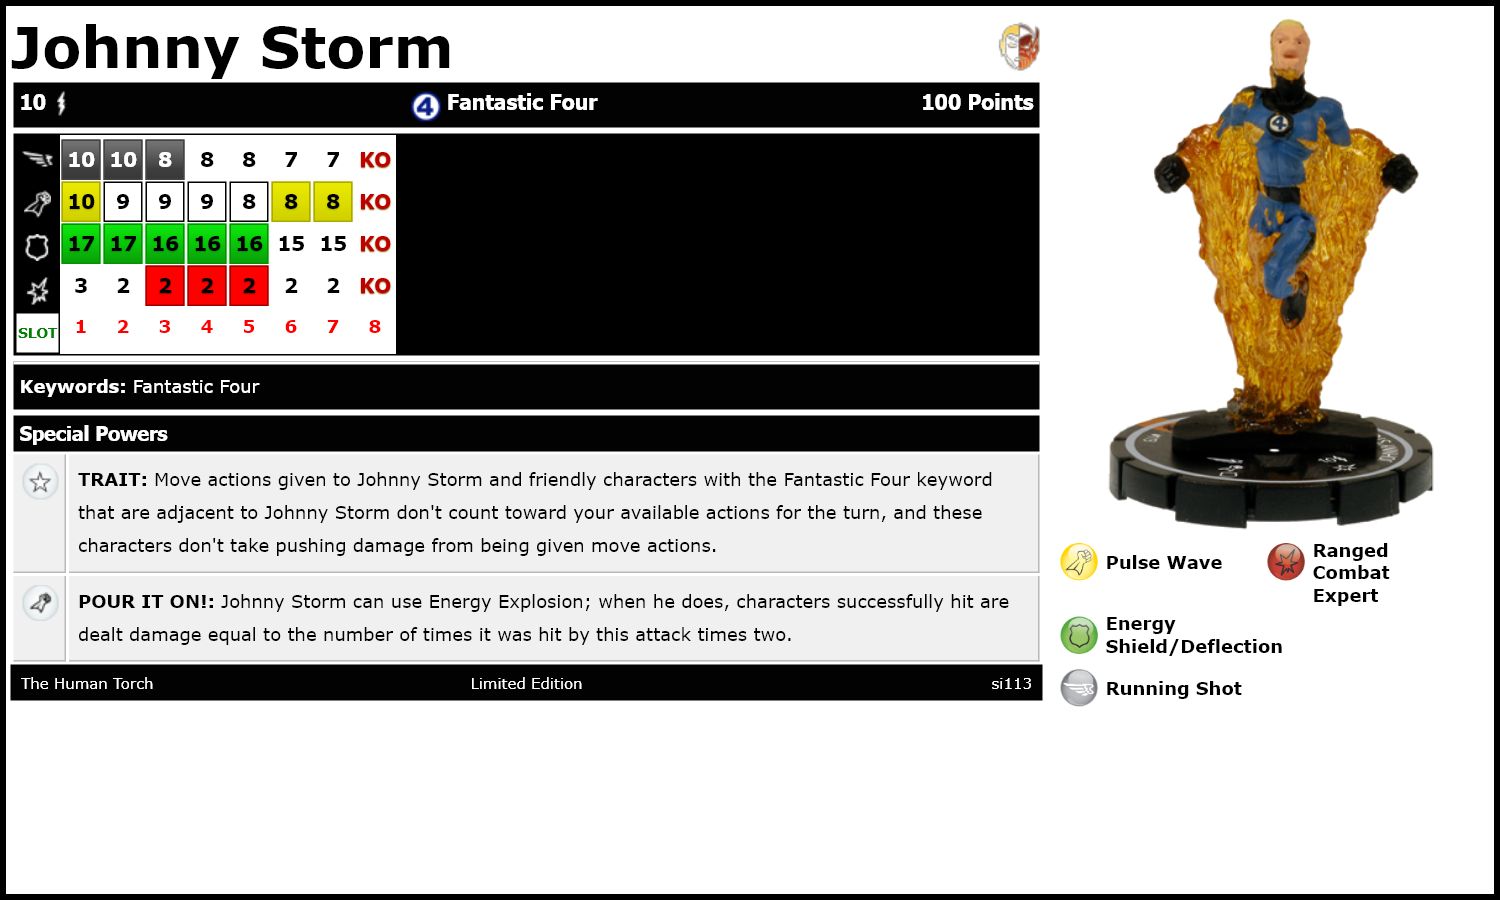 Johnny Storm
10 4 Fantastic Four 100 Points
10 10 8 8 8 7 7 KO
10 9 9 9 8 8 8 KO
17 17 16 16 16 15 15 KO
3 2 2 2 2 2 2 KO
SLOT 1 2 3 4 5 6 7 8
Keywords: Fantastic Four
Special Powers
TRAIT: Move actions given to Johnny Storm and friendly characters with the Fantastic Four keyword
that are adjacent to Johnny Storm don't count toward your available actions for the turn, and these
characters don't take pushing damage from being given move actions.
POUR IT ON!: Johnny Storm can use Energy Explosion; when he does, characters successfully hit are
dealt damage equal to the number of times it was hit by this attack times two.
The Human Torch Limited Edition si113
4
Pulse Wave
Ranged
Combat
Expert
Energy
Shield/Deflection
Running Shot